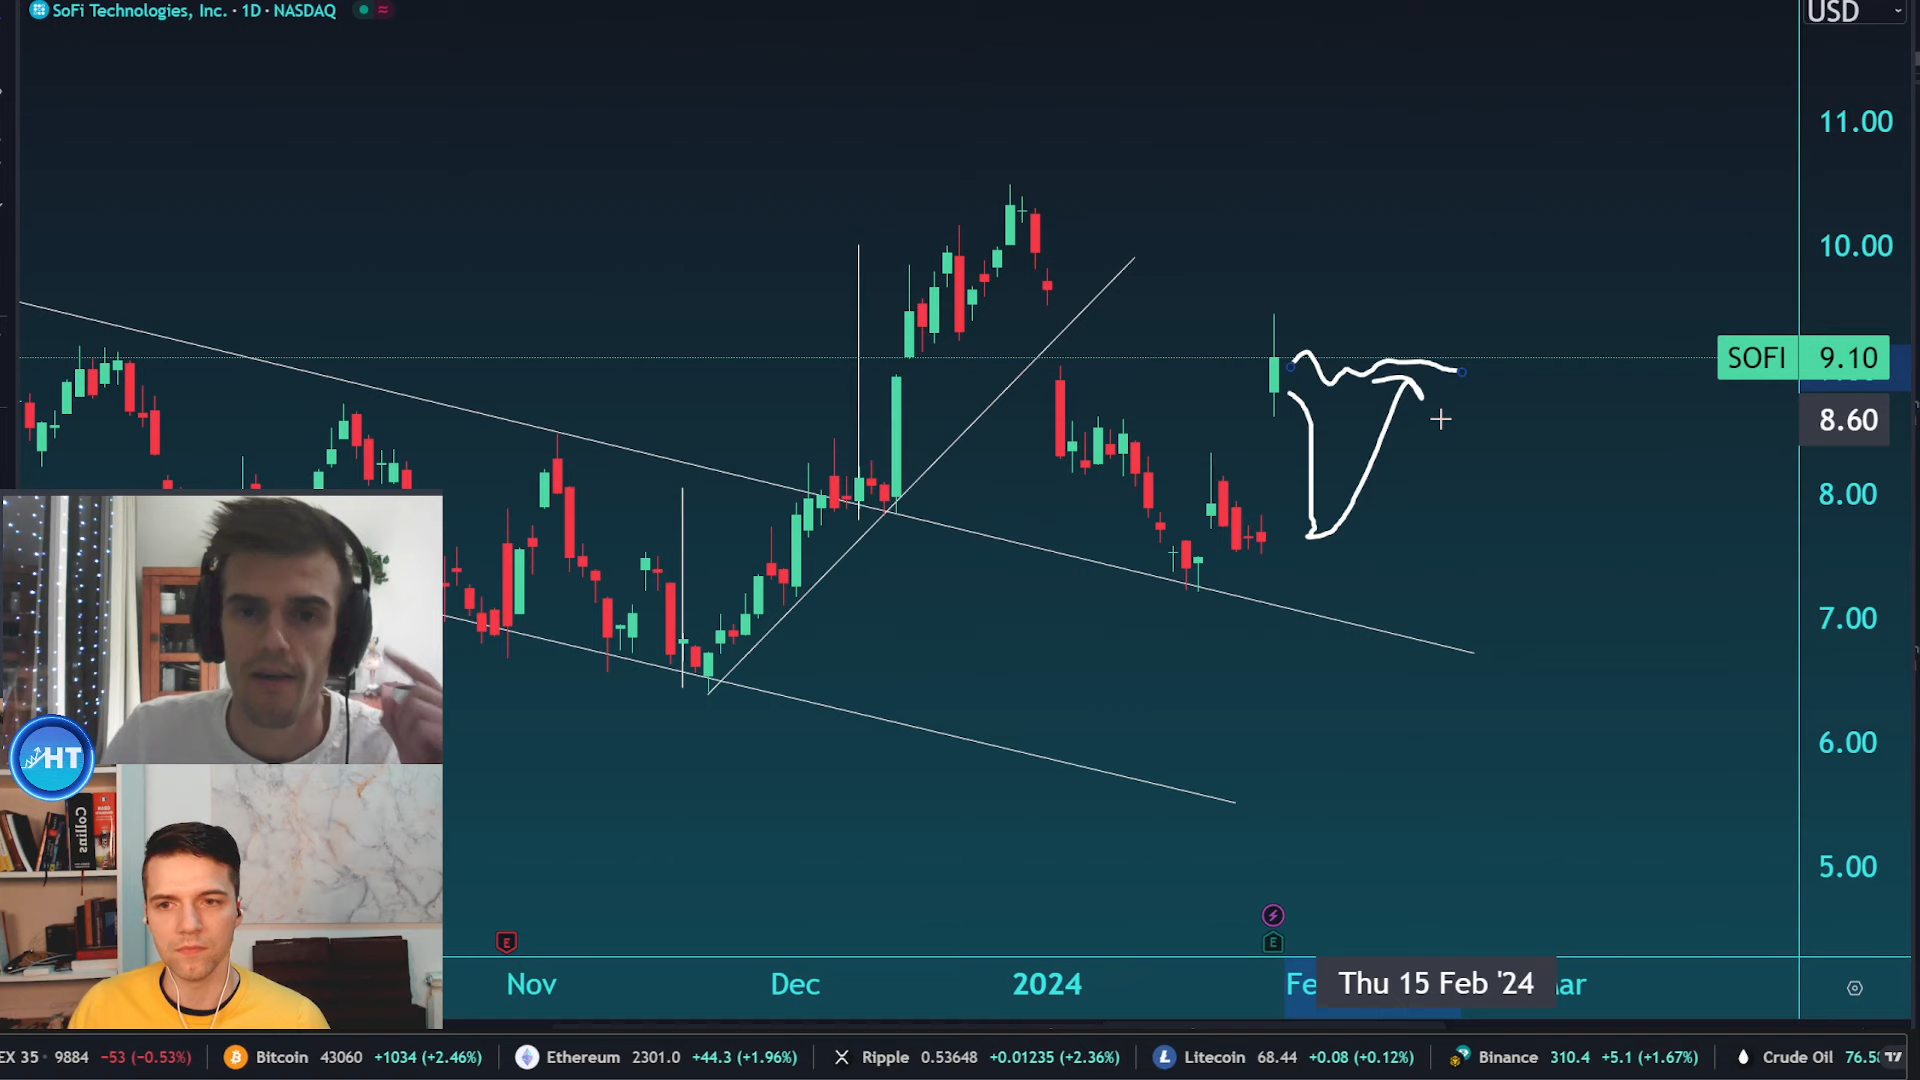 SoFi Technologies, Inc. · 1D · NASDAQ
USD
11.00
10.00
SOFI 9.10
8.60
8.00
7.00
6.00
5.00
HT
Collins
E
E
Nov Dec 2024 Fe Thu 15 Feb '24 ar
EX 35 · 9884 −53 (−0.53%) Bitcoin 43060 +1034 (+2.46%) Ethereum 2301.0 +44.3 (+1.96%) Ripple 0.53648 +0.01235 (+2.36%) Litecoin 68.44 +0.08 (+0.12%) Binance 310.4 +5.1 (+1.67%) Crude Oil 76.5